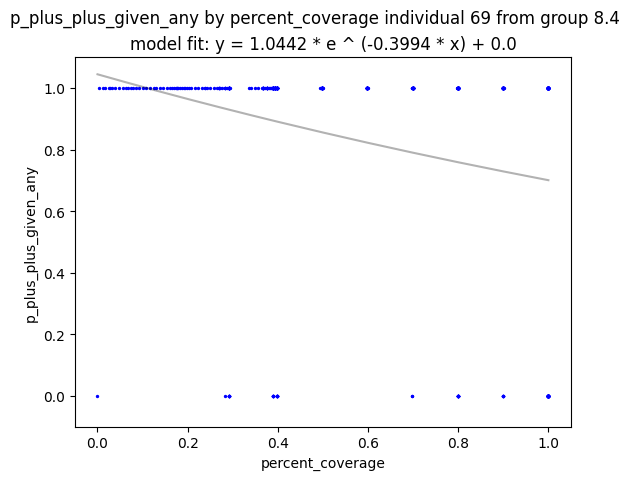 p_plus_plus_given_any by percent_coverage individual 69 from group 8.4
model fit: y = 1.0442 * e ^ (-0.3994 * x) + 0.0
p_plus_plus_given_any
1.0
0.8
0.6
0.4
0.2
0.0
0.0 0.2 0.4 0.6 0.8 1.0
percent_coverage